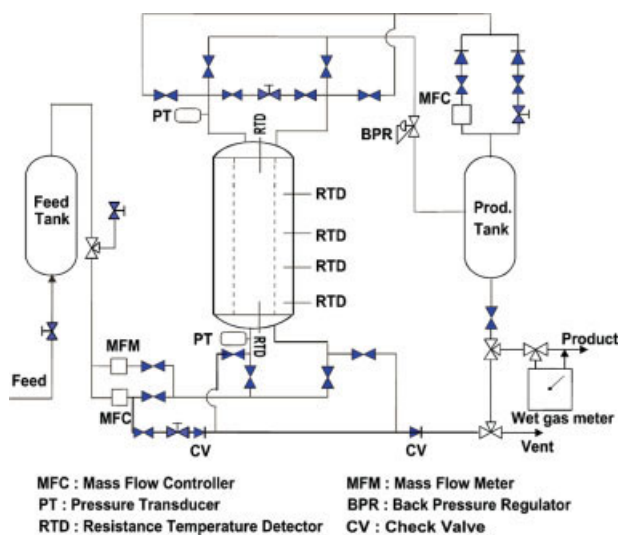 MFC
PT
RTD
BPR
Feed
Tank
RTD
RTD
RTD
RTD
Prod.
Tank
PT
RTD
MFM
Feed
MFC
CV
CV
Product
Wet gas meter
Vent
MFC : Mass Flow Controller
MFM : Mass Flow Meter
PT : Pressure Transducer
BPR : Back Pressure Regulator
RTD : Resistance Temperature Detector
CV : Check Valve